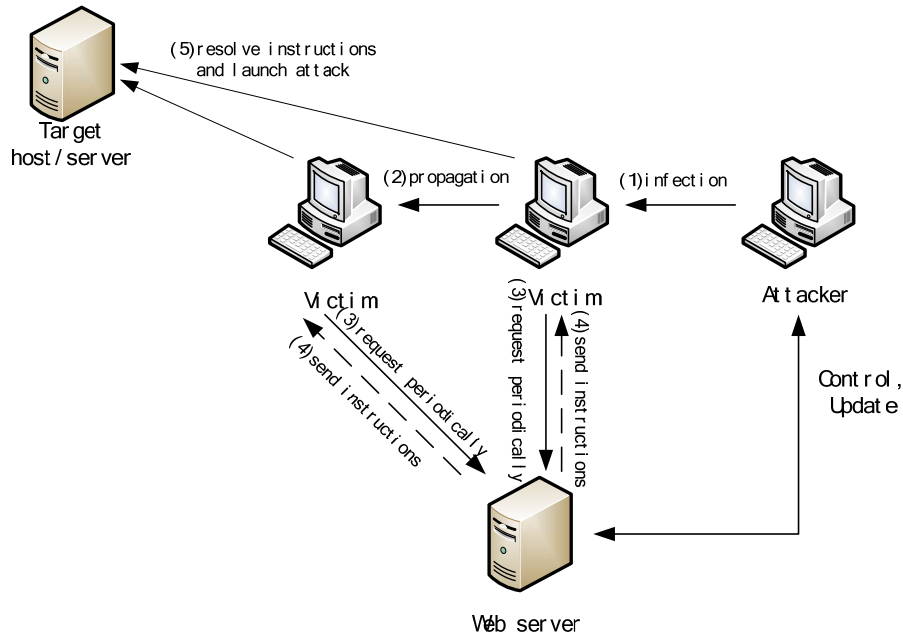 (5)resolve instructions
and launch attack
Target
host/server
(2)propagation
(1)infection
Victim
Victim
Attacker
(3)request periodically
(4)send instructions
(3)request periodically
(4)send instructions
Control,
Update
Web server